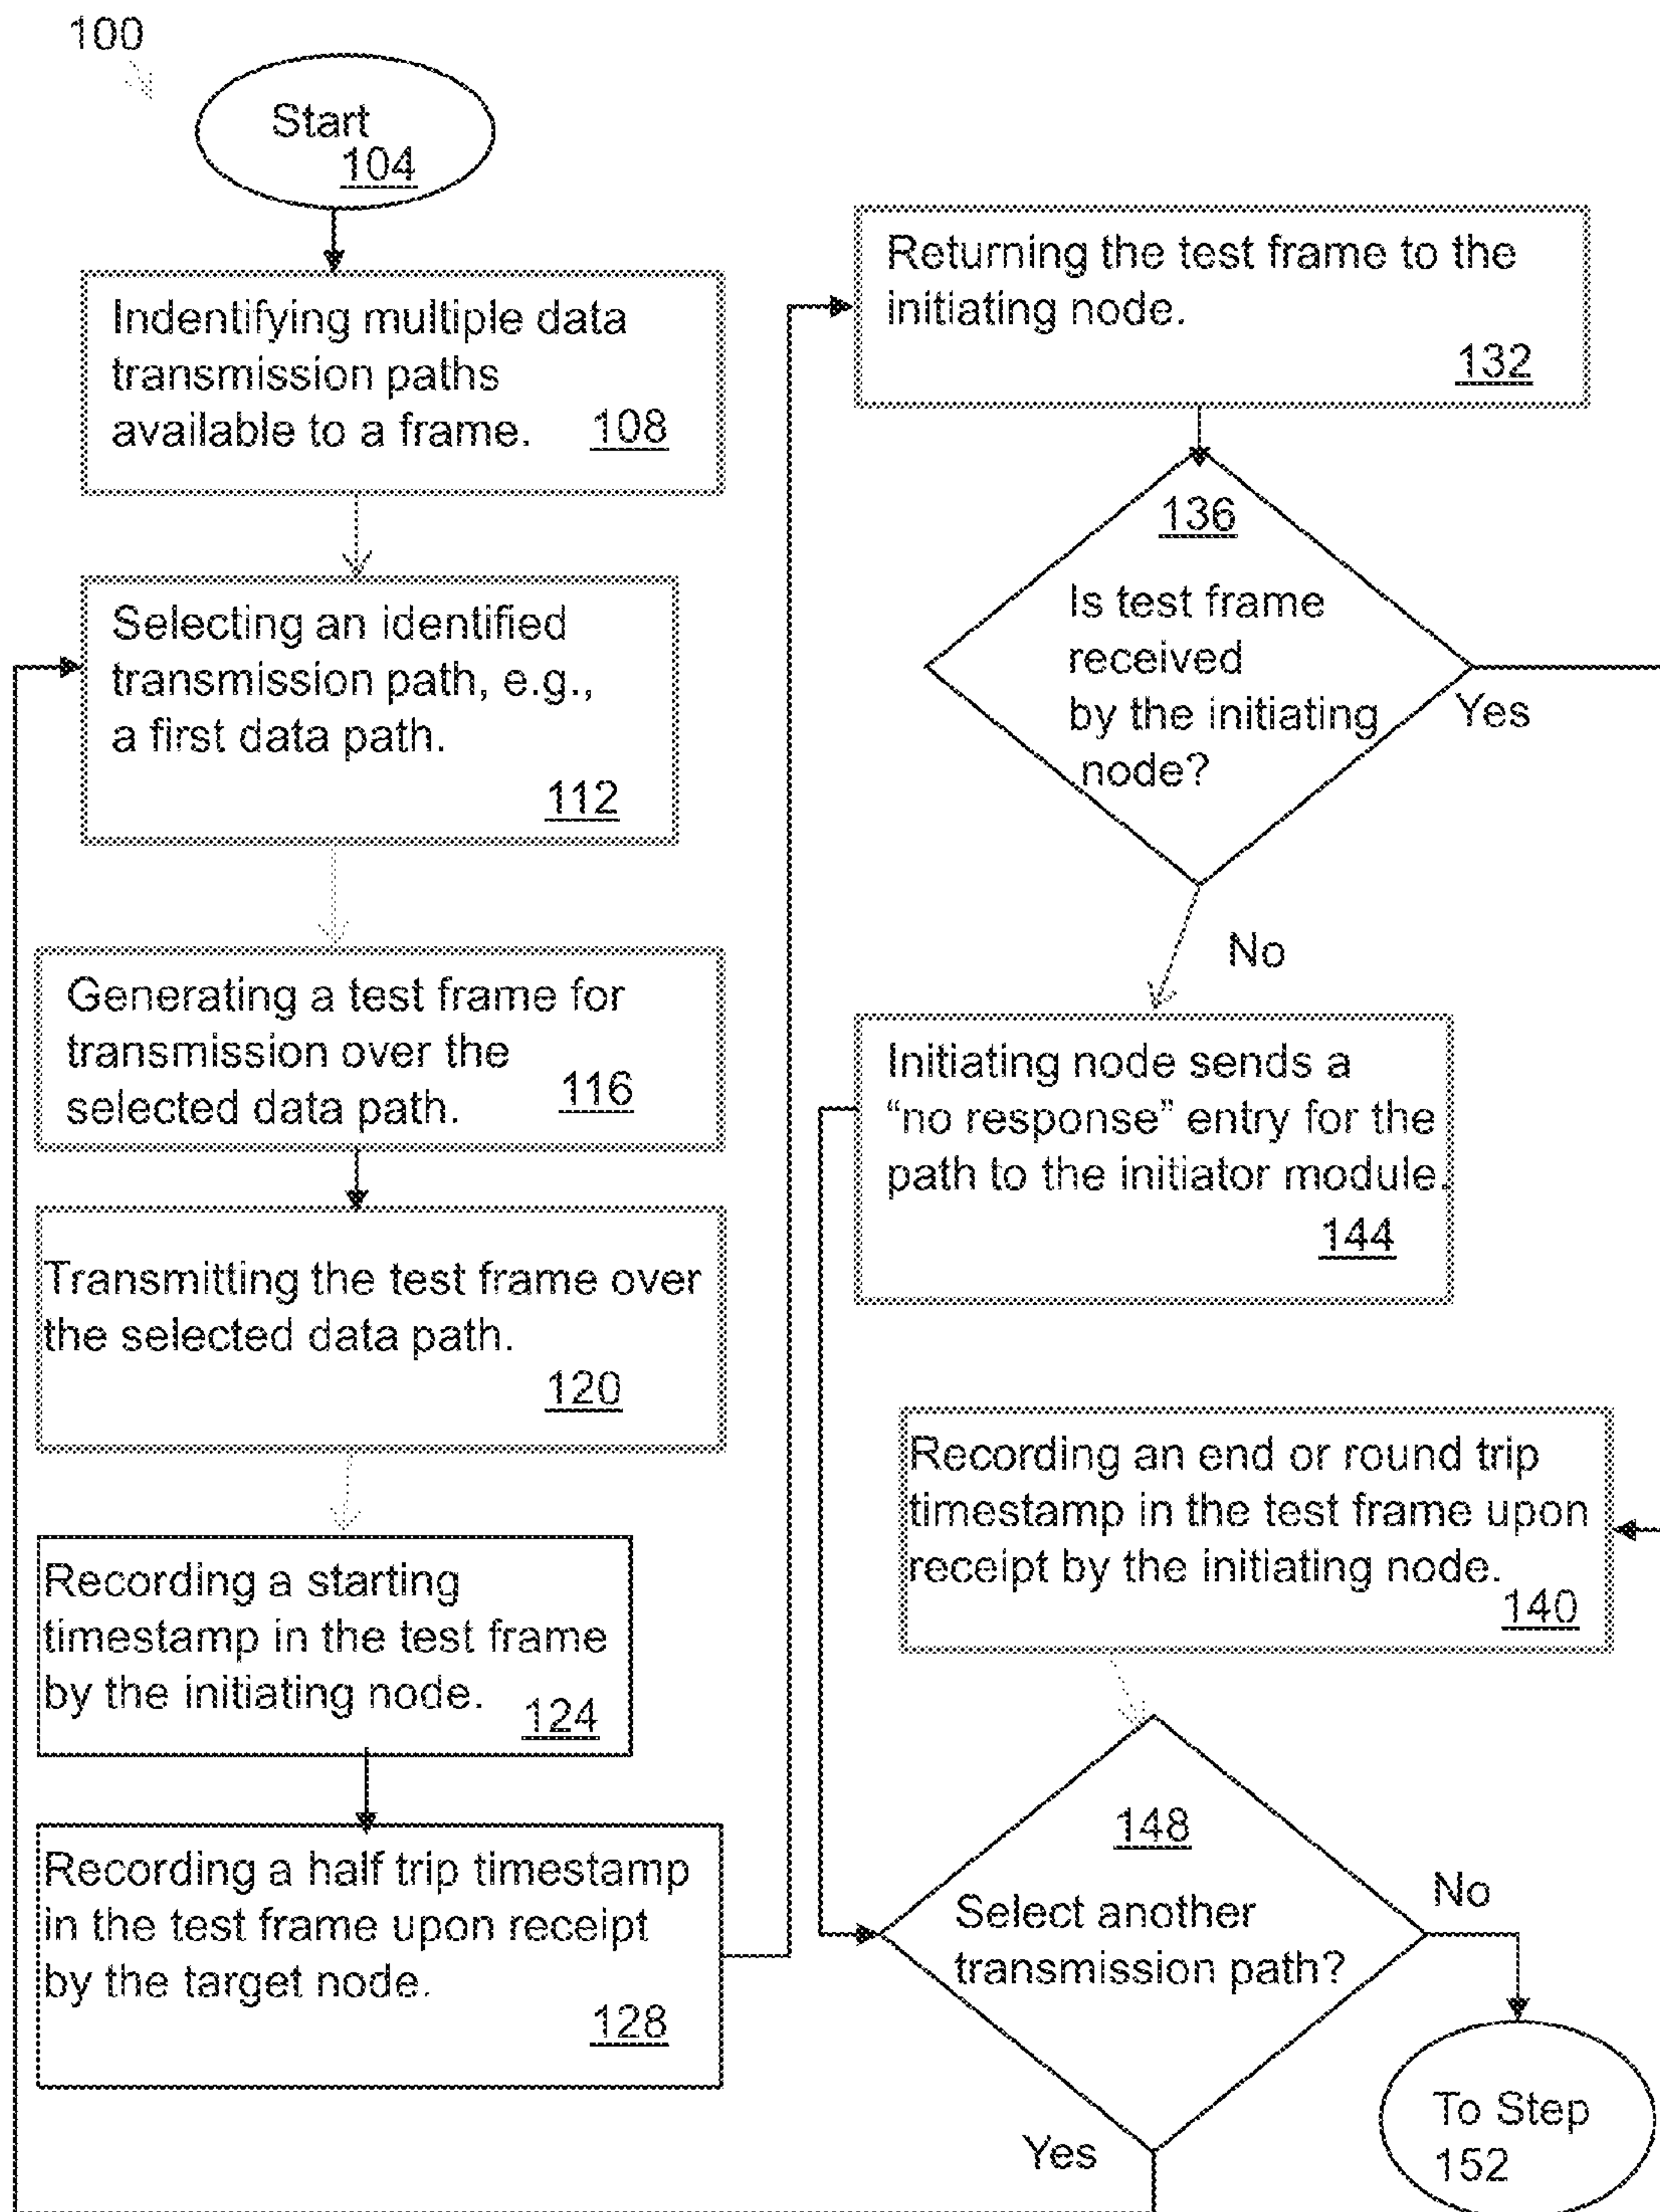 100
Start
104
Indentifying multiple data
transmission paths
available to a frame. 108
Selecting an identified
transmission path, e.g.,
a first data path.
112
Generating a test frame for
transmission over the
selected data path. 116
Transmitting the test frame over
the selected data path.
120
Recording a starting
timestamp in the test frame
by the initiating node. 124
Recording a half trip timestamp
in the test frame upon receipt
by the target node.
128
Returning the test frame to the
initiating node.
132
136
Is test frame
received
by the initiating
node?
Yes
No
Initiating node sends a
“no response” entry for the
path to the initiator module.
144
Recording an end or round trip
timestamp in the test frame upon
receipt by the initiating node.
140
148
Select another
transmission path?
No
Yes
To Step
152